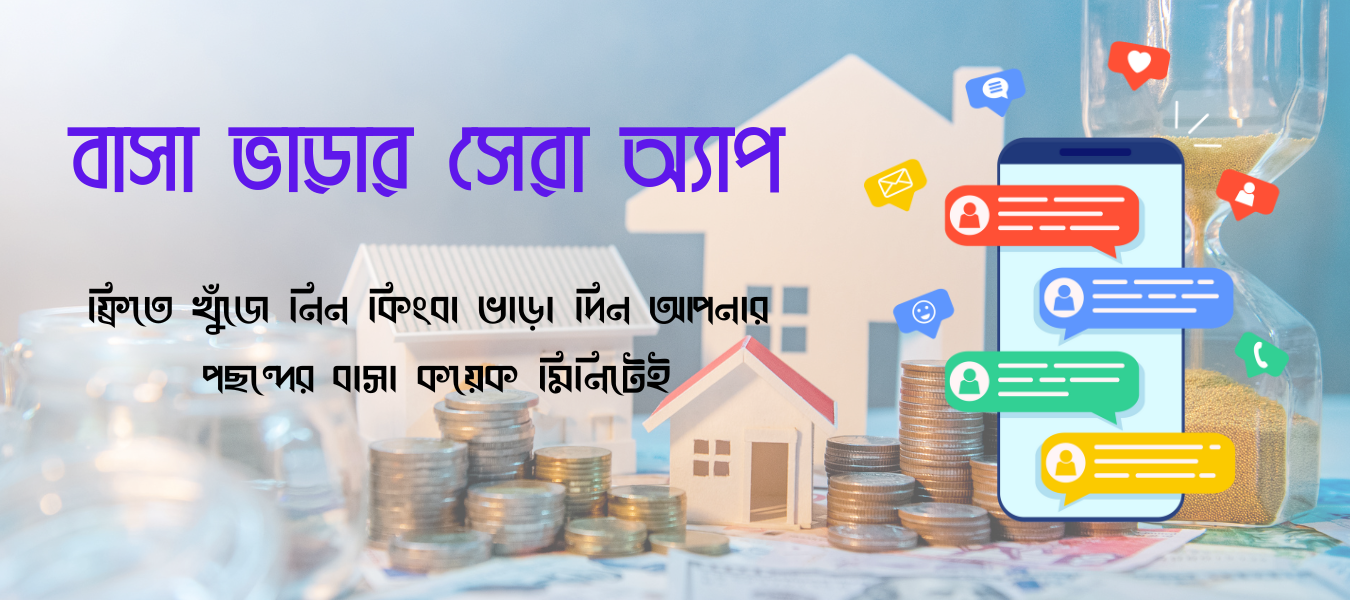 বাসা ভাড়ার সেরা অ্যাপ
ফ্রিতে খুঁজে নিন কিংবা ভাড়া দিন আপনার
পছন্দের বাসা কয়েক মিনিটেই